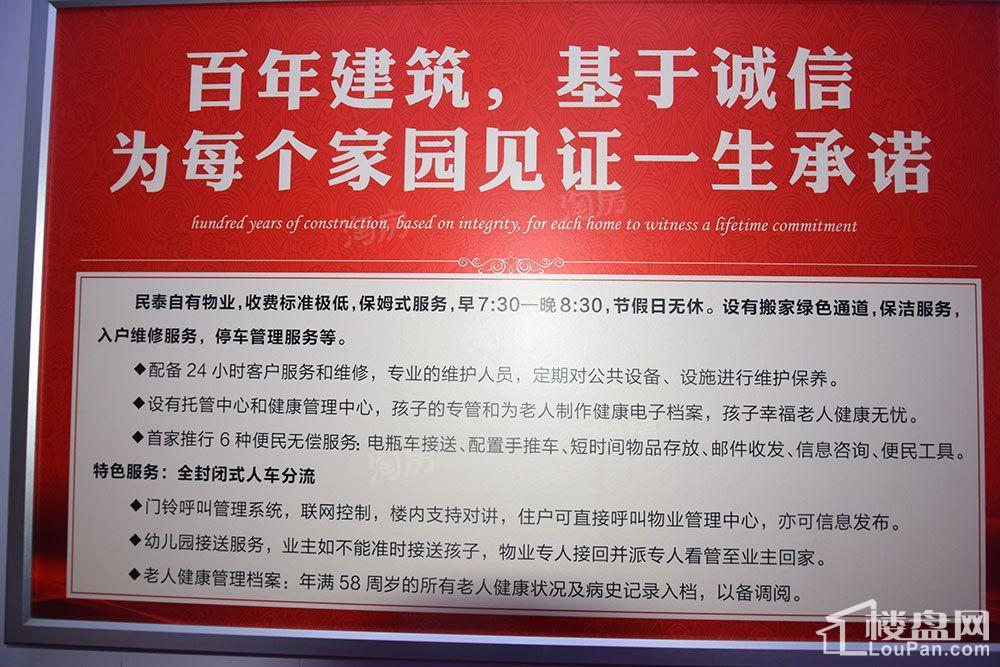 百年建筑，基于诚信
为每个家园见证一生承诺
hundred years of construction, based on integrity, for each home to witness a lifetime commitment
民泰自有物业，收费标准极低，保姆式服务，早7:30—晚8:30，节假日无休。设有搬家绿色通道，保洁服务，
入户维修服务，停车管理服务等。
◆配备24小时客户服务和维修，专业的维护人员，定期对公共设备、设施进行维护保养。
◆设有托管中心和健康管理中心，孩子的专管和为老人制作健康电子档案，孩子幸福老人健康无忧。
◆首家推行6种便民无偿服务：电瓶车接送、配置手推车、短时间物品存放、邮件收发、信息咨询、便民工具。
特色服务：全封闭式人车分流
◆门铃呼叫管理系统，联网控制，楼内支持对讲，住户可直接呼叫物业管理中心，亦可信息发布。
◆幼儿园接送服务，业主如不能准时接送孩子，物业专人接回并派专人看管至业主回家。
◆老人健康管理档案：年满58周岁的所有老人健康状况及病史记录入档，以备调阅。
淘房
淘房
淘房
楼盘网
LouPan.com